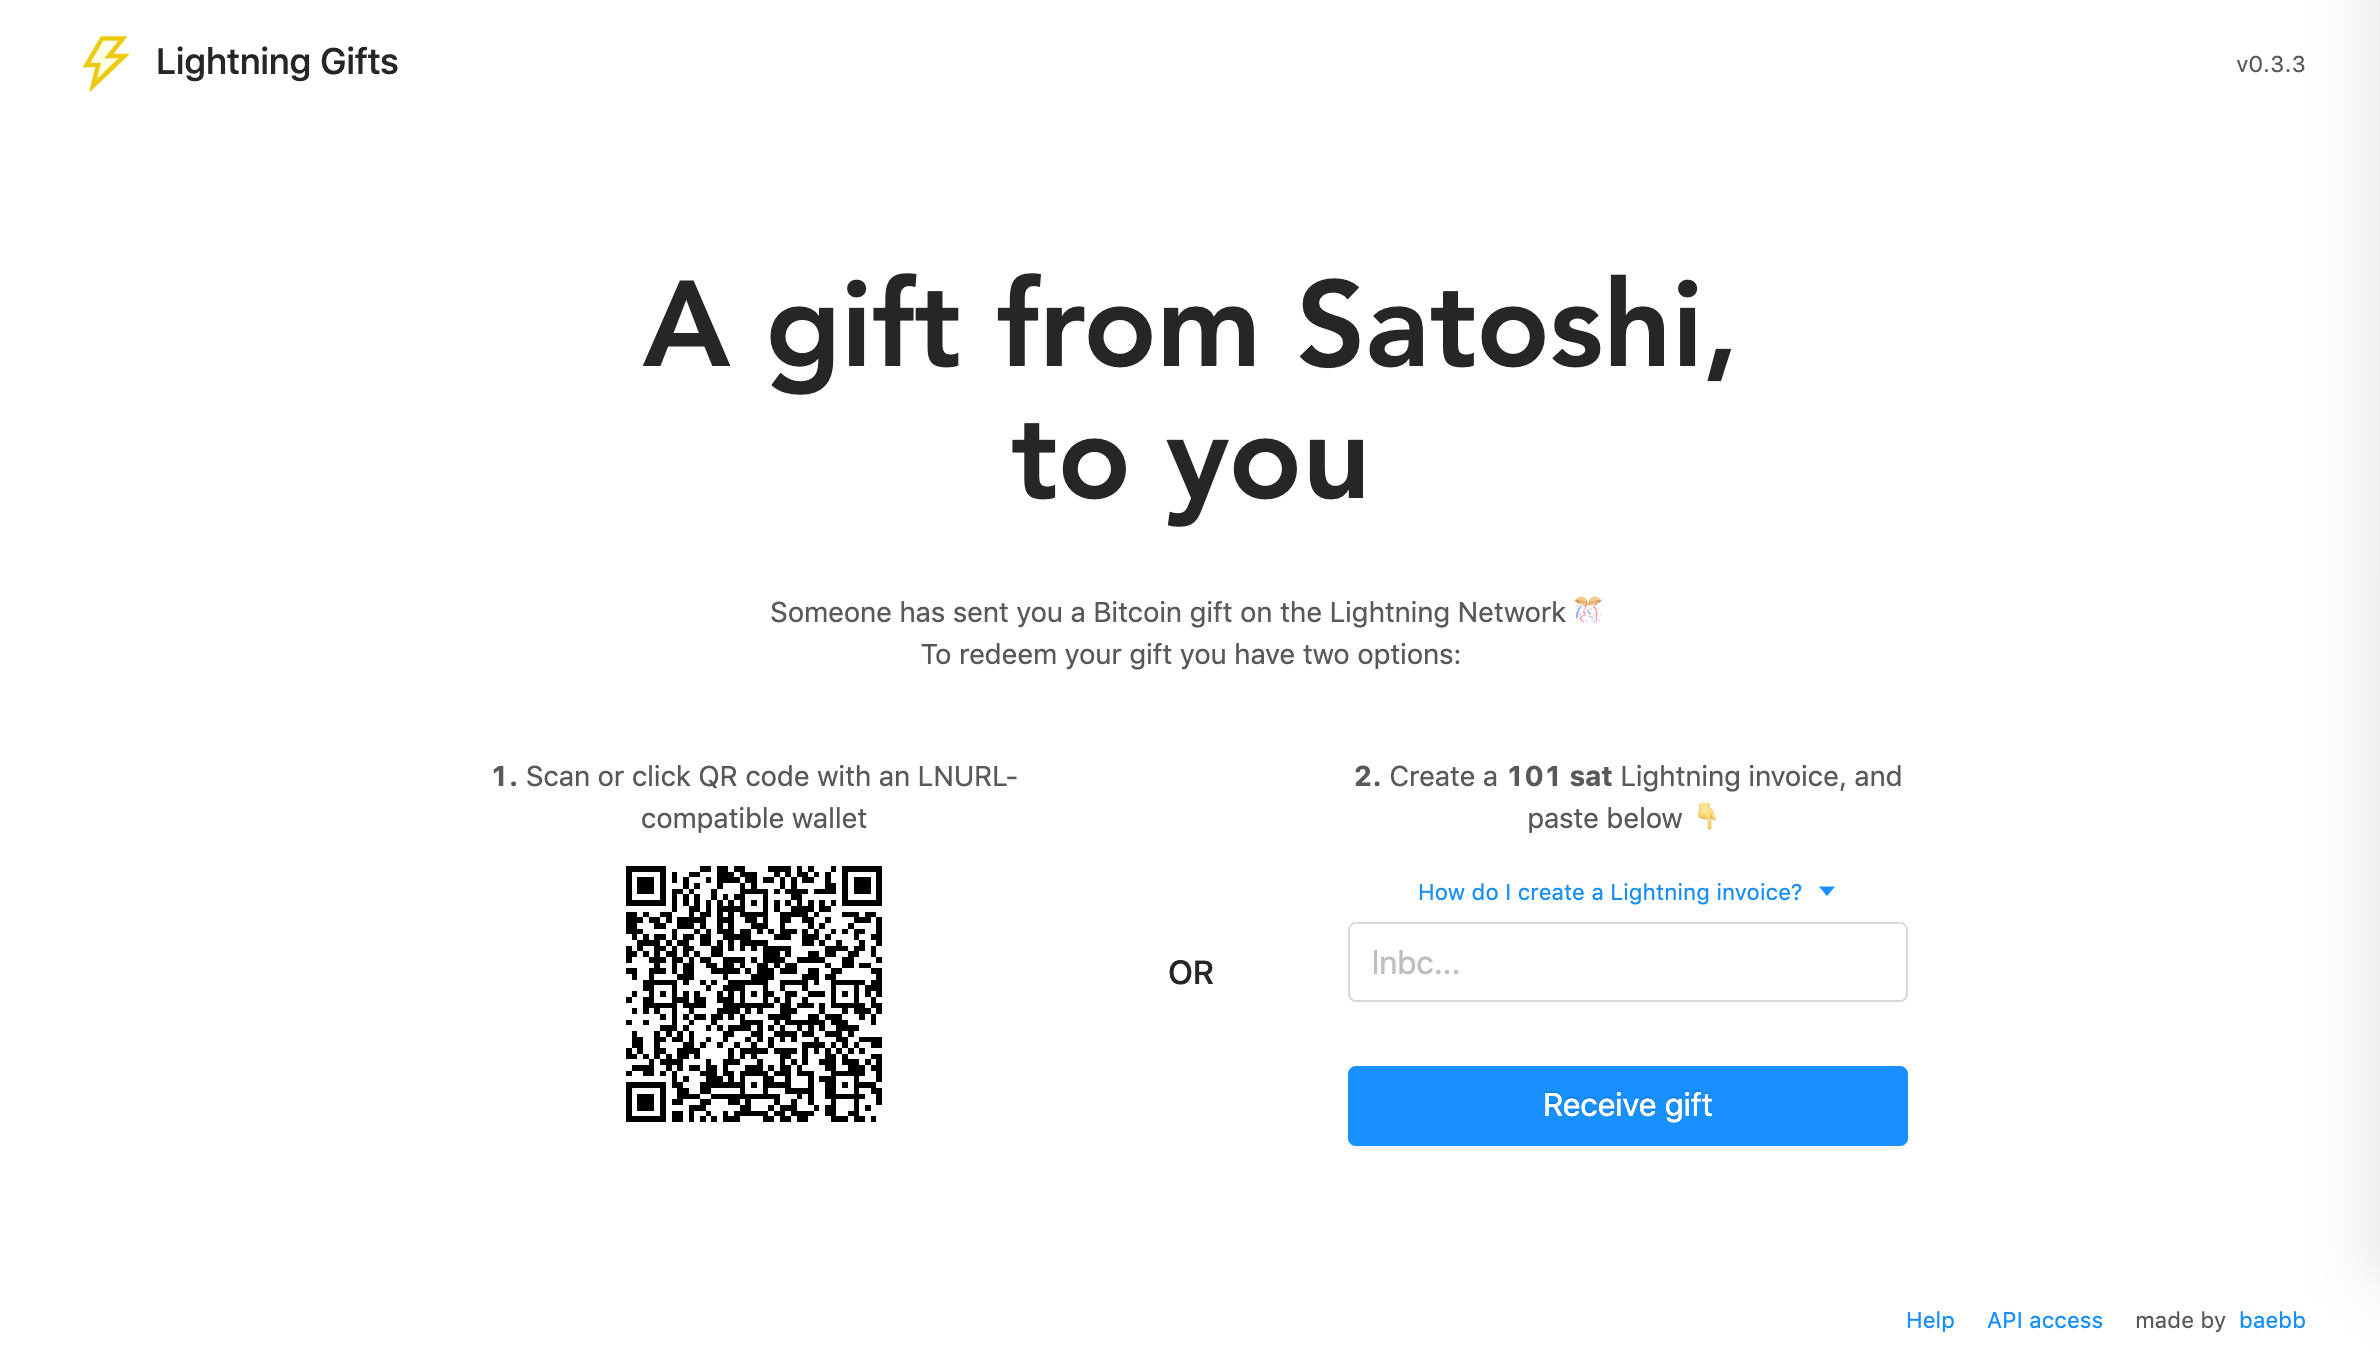 Lightning Gifts
v0.3.3
A gift from Satoshi,
to you
Someone has sent you a Bitcoin gift on the Lightning Network 🎊
To redeem your gift you have two options:
1. Scan or click QR code with an LNURL-
compatible wallet
OR
2. Create a 101 sat Lightning invoice, and
paste below 👇
How do I create a Lightning invoice?
lnbc...
Receive gift
Help API access made by baebb